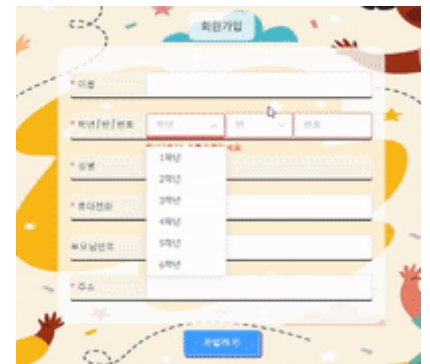 회원가입
* 이름
* 학년/반/번호 학년 반 번호
1학년
* 성별
2학년
3학년
* 휴대전화
4학년
5학년
부모님번호
6학년
* 주소
가입하기